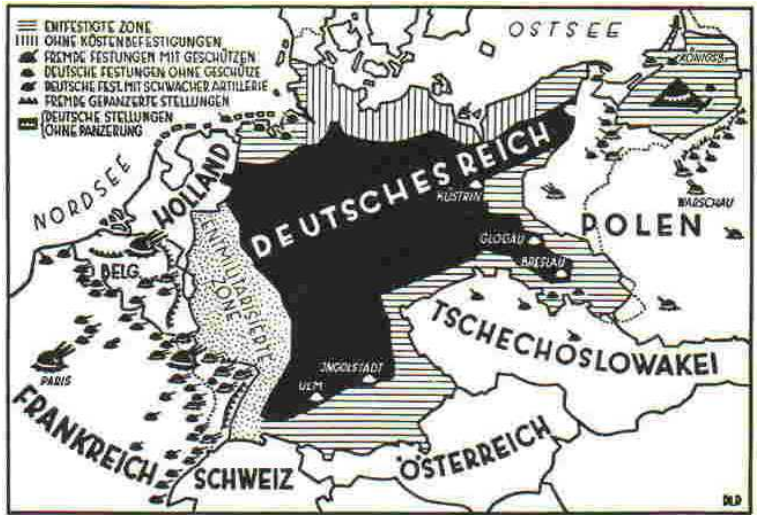 ENTFESTIGTE ZONE
OHNE KÜSTENBEFESTIGUNGEN
FREMDE FESTUNGEN MIT GESCHÜTZEN
DEUTSCHE FESTUNGEN OHNE GESCHÜTZE
DEUTSCHE FEST. MIT SCHWACHER ARTILLERIE
FREMDE GEPANZERTE STELLUNGEN
DEUTSCHE STELLUNGEN
OHNE PANZERUNG
OSTSEE
KÖNIGSB.
NORDSEE
HOLLAND
DEUTSCHES REICH
KÜSTRIN
WARSCHAU
POLEN
GLOGAU
BRESLAU
BELG.
ENTMILITARISIERTE
ZONE
TSCHECHOSLOWAKEI
PARIS
INGOLSTADT
ULM
FRANKREICH
SCHWEIZ
ÖSTERREICH